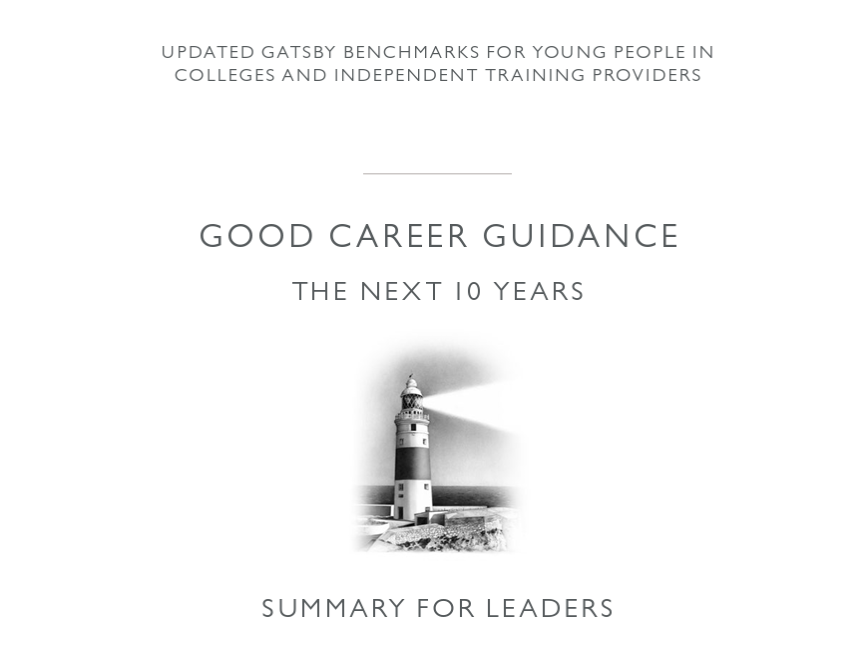 UPDATED GATSBY BENCHMARKS FOR YOUNG PEOPLE IN
COLLEGES AND INDEPENDENT TRAINING PROVIDERS
GOOD CAREER GUIDANCE
THE NEXT 10 YEARS
SUMMARY FOR LEADERS